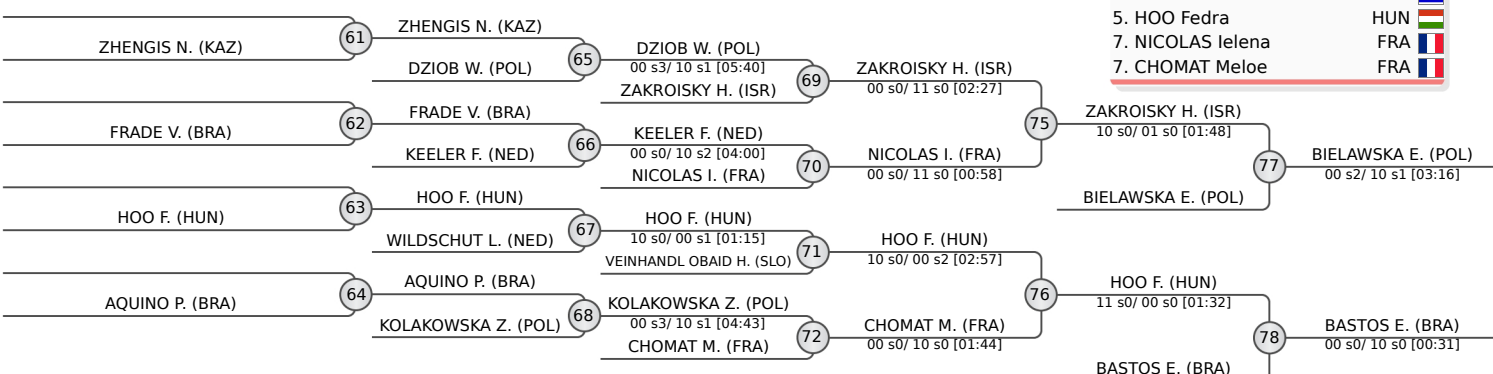 5. HOO Fedra HUN
7. NICOLAS Ielena FRA
7. CHOMAT Meloe FRA
ZHENGIS N. (KAZ)
61
ZHENGIS N. (KAZ)
DZIOB W. (POL)
65
DZIOB W. (POL)
00 s3/ 10 s1 [05:40]
ZAKROISKY H. (ISR)
69
ZAKROISKY H. (ISR)
00 s0/ 11 s0 [02:27]
FRADE V. (BRA)
62
FRADE V. (BRA)
KEELER F. (NED)
66
KEELER F. (NED)
00 s0/ 10 s2 [04:00]
NICOLAS I. (FRA)
70
NICOLAS I. (FRA)
00 s0/ 11 s0 [00:58]
75
ZAKROISKY H. (ISR)
10 s0/ 01 s0 [01:48]
BIELAWSKA E. (POL)
77
BIELAWSKA E. (POL)
00 s2/ 10 s1 [03:16]
HOO F. (HUN)
63
HOO F. (HUN)
WILDSCHUT L. (NED)
67
HOO F. (HUN)
10 s0/ 00 s1 [01:15]
VEINHANDL OBAID H. (SLO)
71
HOO F. (HUN)
10 s0/ 00 s2 [02:57]
AQUINO P. (BRA)
64
AQUINO P. (BRA)
KOLAKOWSKA Z. (POL)
68
KOLAKOWSKA Z. (POL)
00 s3/ 10 s1 [04:43]
CHOMAT M. (FRA)
72
CHOMAT M. (FRA)
00 s0/ 10 s0 [01:44]
76
HOO F. (HUN)
11 s0/ 00 s0 [01:32]
BASTOS E. (BRA)
78
BASTOS E. (BRA)
00 s0/ 10 s0 [00:31]